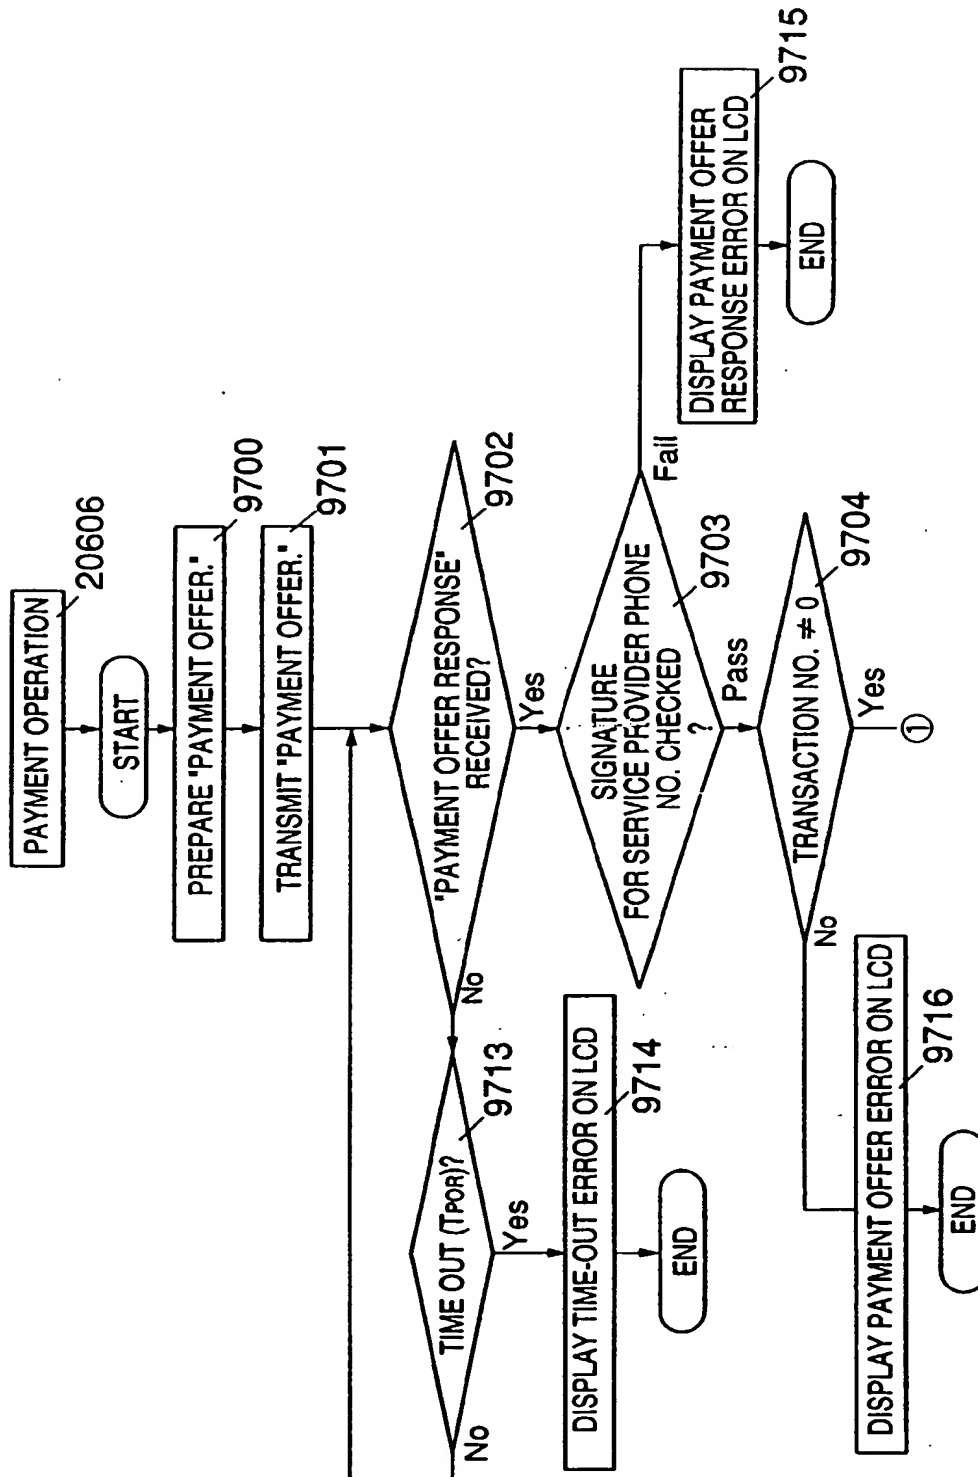 PAYMENT OPERATION
20606
START
PREPARE "PAYMENT OFFER."
9700
TRANSMIT "PAYMENT OFFER."
9701
"PAYMENT OFFER RESPONSE"
RECEIVED?
9702
No
Yes
TIME OUT (TPOR)?
9713
No
Yes
DISPLAY TIME-OUT ERROR ON LCD
9714
END
SIGNATURE
FOR SERVICE PROVIDER PHONE
NO. CHECKED
?
9703
Fail
Pass
DISPLAY PAYMENT OFFER
RESPONSE ERROR ON LCD
9715
END
TRANSACTION NO. ≠ 0
9704
No
Yes
①
DISPLAY PAYMENT OFFER ERROR ON LCD
9716
END